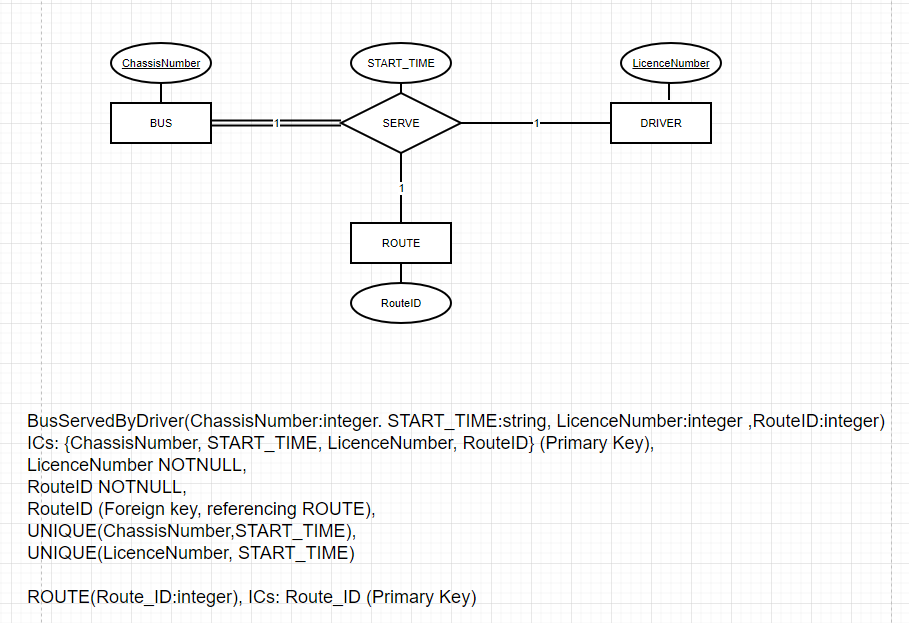 ChassisNumber
START_TIME
LicenceNumber
BUS
1
SERVE
1
DRIVER
1
ROUTE
RouteID
BusServedByDriver(ChassisNumber:integer. START_TIME:string, LicenceNumber:integer ,RouteID:integer)
ICs: {ChassisNumber, START_TIME, LicenceNumber, RouteID} (Primary Key),
LicenceNumber NOTNULL,
RouteID NOTNULL,
RouteID (Foreign key, referencing ROUTE),
UNIQUE(ChassisNumber,START_TIME),
UNIQUE(LicenceNumber, START_TIME)
ROUTE(Route_ID:integer), ICs: Route_ID (Primary Key)